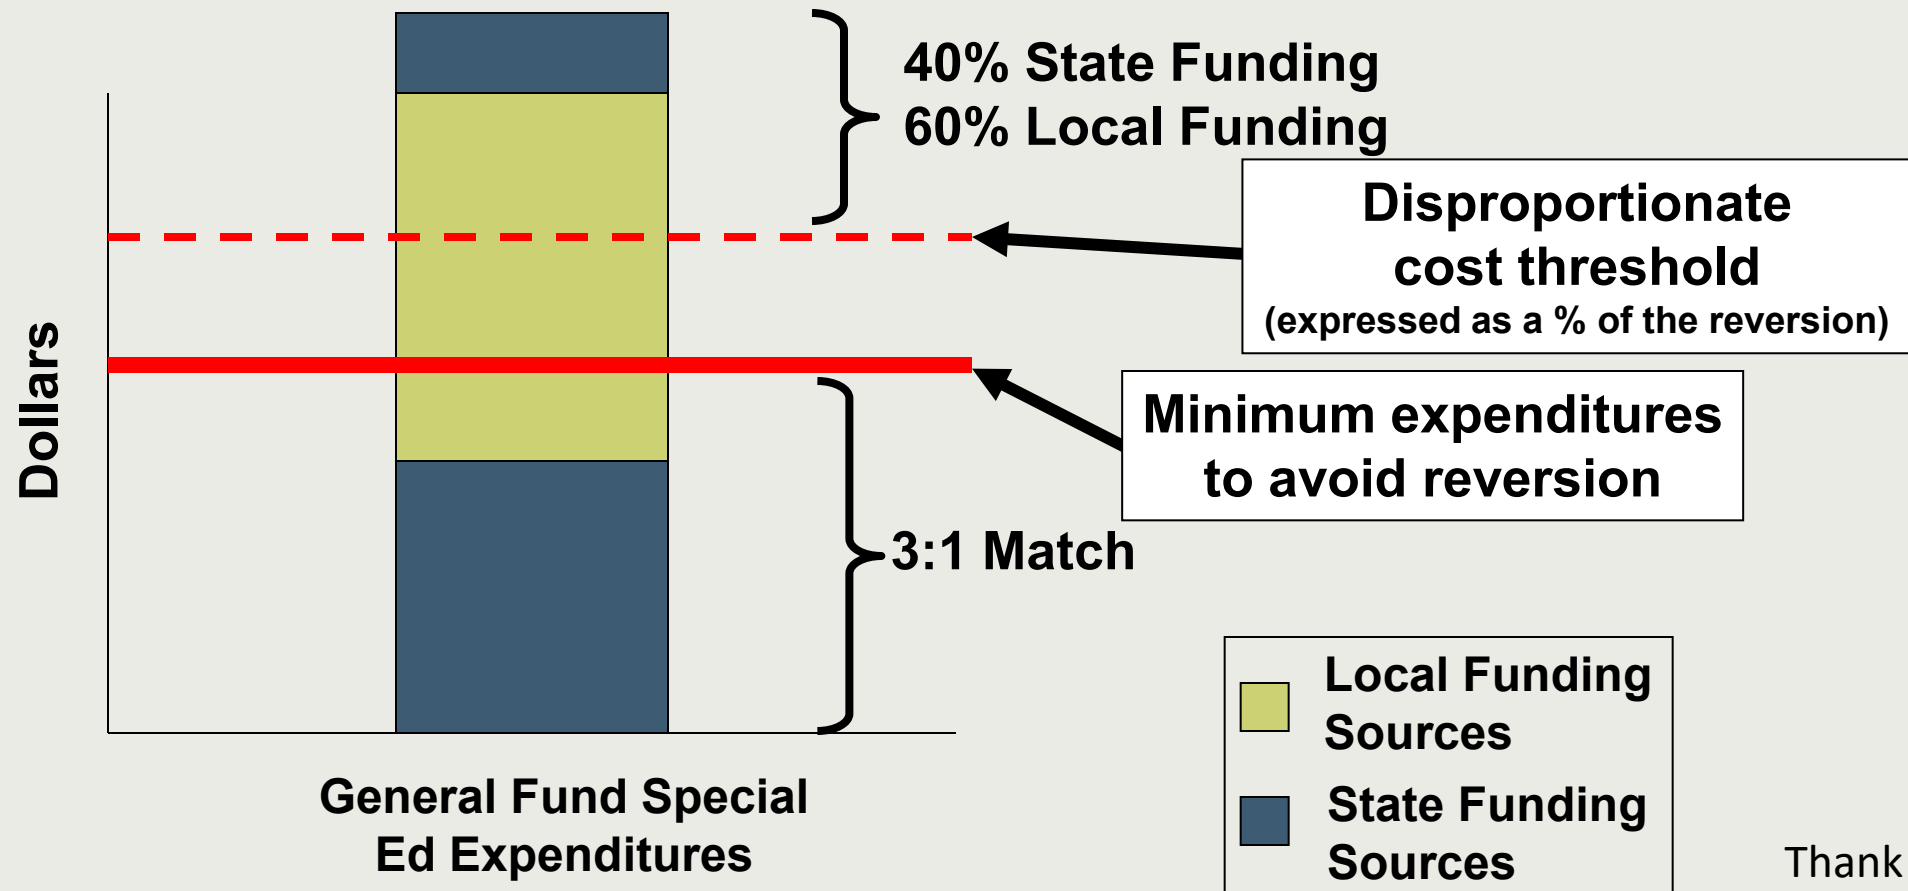 40% State Funding
60% Local Funding
Disproportionate
cost threshold
(expressed as a % of the reversion)
Dollars
Minimum expenditures
to avoid reversion
3:1 Match
Local Funding
Sources
State Funding
Sources
General Fund Special
Ed Expenditures
Thank